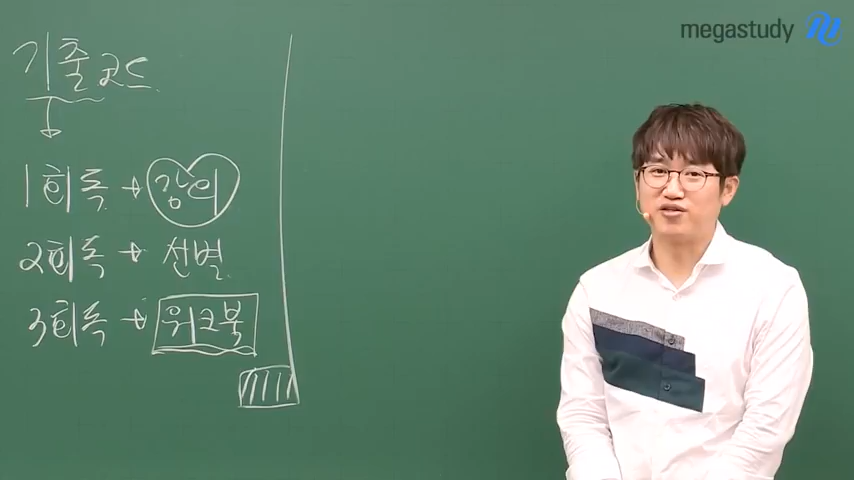 megastudy
기출코드
1회독 → 강의
2회독 → 선별
3회독 → 워크북